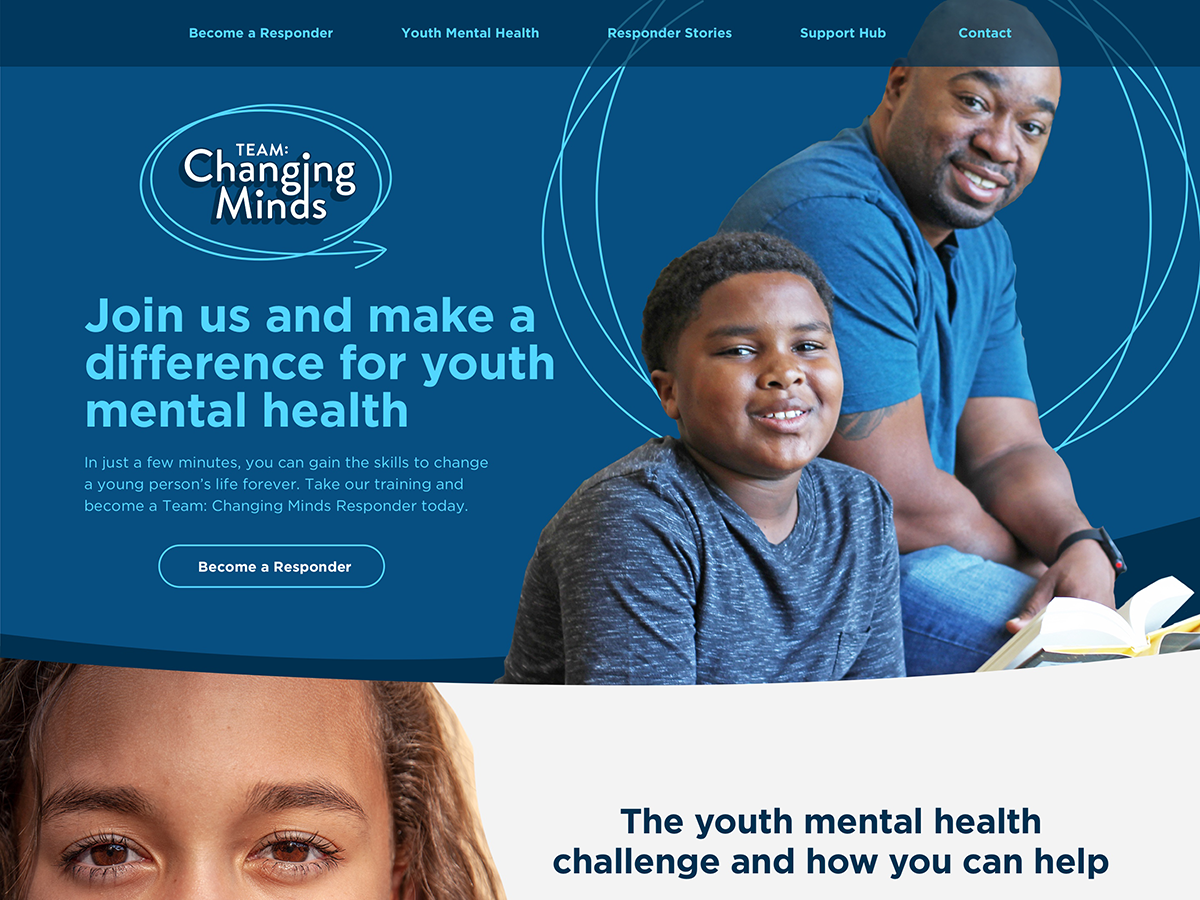 Become a Responder
Youth Mental Health
Responder Stories
Support Hub
Contact
TEAM:
Changing
Minds
Join us and make a
difference for youth
mental health
In just a few minutes, you can gain the skills to change
a young person’s life forever. Take our training and
become a Team: Changing Minds Responder today.
Become a Responder
The youth mental health
challenge and how you can help